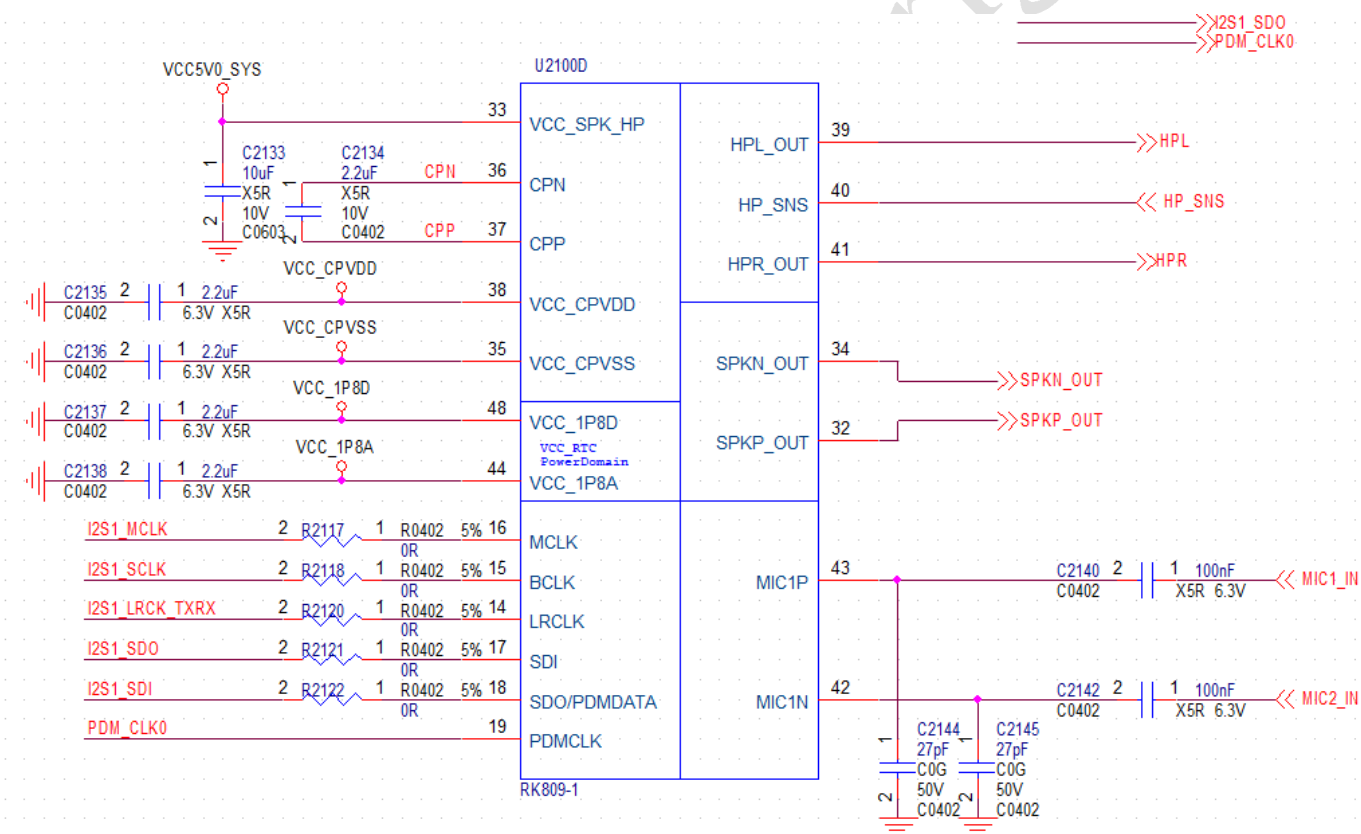 I2S1_SDO
PDM_CLK0
VCC5V0_SYS
U2100D
33
VCC_SPK_HP
39
HPL_OUT
HPL
1
C2133
10uF
X5R
10V
C0603
2
1
C2134
2.2uF
X5R
10V
C0402
2
CPN
36
CPN
40
HP_SNS
HP_SNS
CPP
37
CPP
41
HPR_OUT
HPR
VCC_CPVDD
C2135 2 1 2.2uF
C0402 6.3V X5R
38
VCC_CPVDD
VCC_CPVSS
C2136 2 1 2.2uF
C0402 6.3V X5R
35
VCC_CPVSS
34
SPKN_OUT
SPKN_OUT
VCC_1P8D
C2137 2 1 2.2uF
C0402 6.3V X5R
48
VCC_1P8D
VCC_RTC
PowerDomain
32
SPKP_OUT
SPKP_OUT
VCC_1P8A
C2138 2 1 2.2uF
C0402 6.3V X5R
44
VCC_1P8A
I2S1_MCLK 2 R2117 1 R0402 5% 16
0R
MCLK
I2S1_SCLK 2 R2118 1 R0402 5% 15
0R
BCLK
I2S1_LRCK_TXRX 2 R2120 1 R0402 5% 14
0R
LRCLK
I2S1_SDO 2 R2121 1 R0402 5% 17
0R
SDI
I2S1_SDI 2 R2122 1 R0402 5% 18
0R
SDO/PDMDATA
PDM_CLK0 19
PDMCLK
RK809-1
43
MIC1P
C2140 2 1 100nF
C0402 X5R 6.3V
MIC1_IN
42
MIC1N
C2142 2 1 100nF
C0402 X5R 6.3V
MIC2_IN
1
C2144
27pF
C0G
50V
C0402
2
1
C2145
27pF
C0G
50V
C0402
2